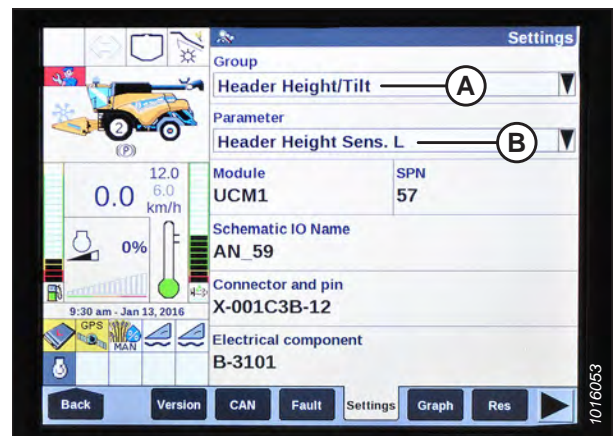 Settings
Group
Header Height/Tilt
A
Parameter
Header Height Sens. L
B
2
(P)
12.0
6.0
0.0 km/h
0%
9:30 am - Jan 13, 2016
GPS
MAN
Module
UCM1
SPN
57
Schematic IO Name
AN_59
Connector and pin
X-001C3B-12
Electrical component
B-3101
Back
Version
CAN
Fault
Settings
Graph
Res
1016053